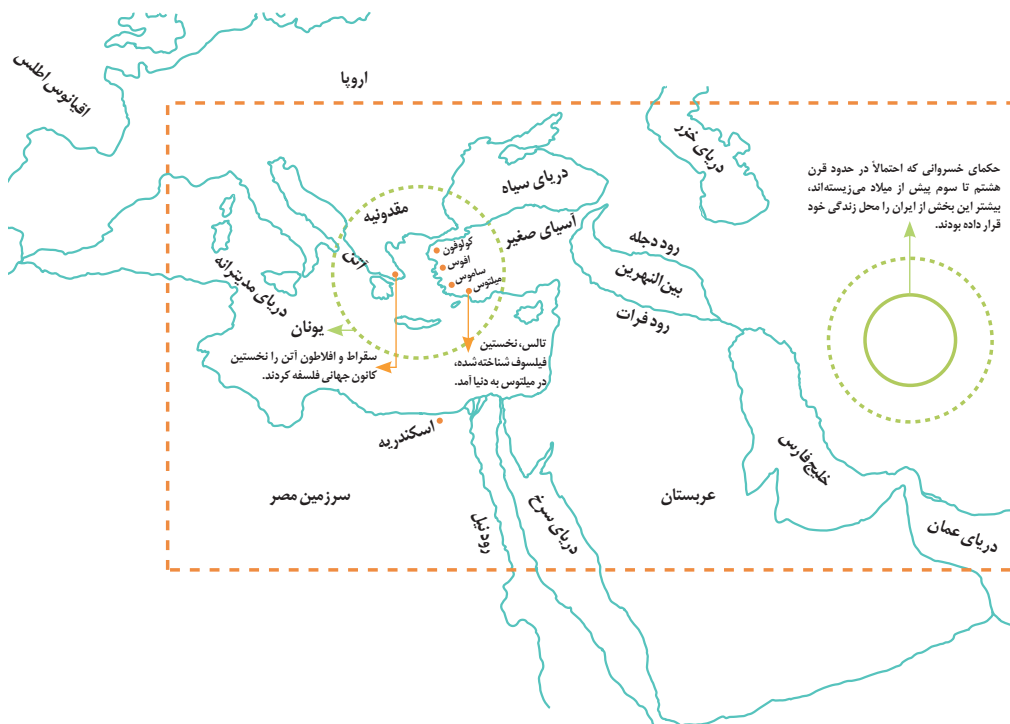 اروپا
اقیانوس اطلس
دریای خزر
حکمای خسروانی که احتمالاً در حدود قرن
هشتم تا سوم پیش از میلاد می‌زیسته‌اند،
بیشتر این بخش از ایران را محل زندگی خود
قرار داده بودند.
دریای سیاه
مقدونیه
آسیای صغیر
کولوفون
افوس
ساموس
میلتوس
آتن
رود دجله
بین‌النهرین
رود فرات
دریای مدیترانه
یونان
سقراط و افلاطون آتن را نخستین
کانون جهانی فلسفه کردند.
تالس، نخستین
فیلسوف شناخته‌شده،
در میلتوس به دنیا آمد.
اسکندریه
خلیج فارس
سرزمین مصر
عربستان
رود نیل
دریای سرخ
دریای عمان